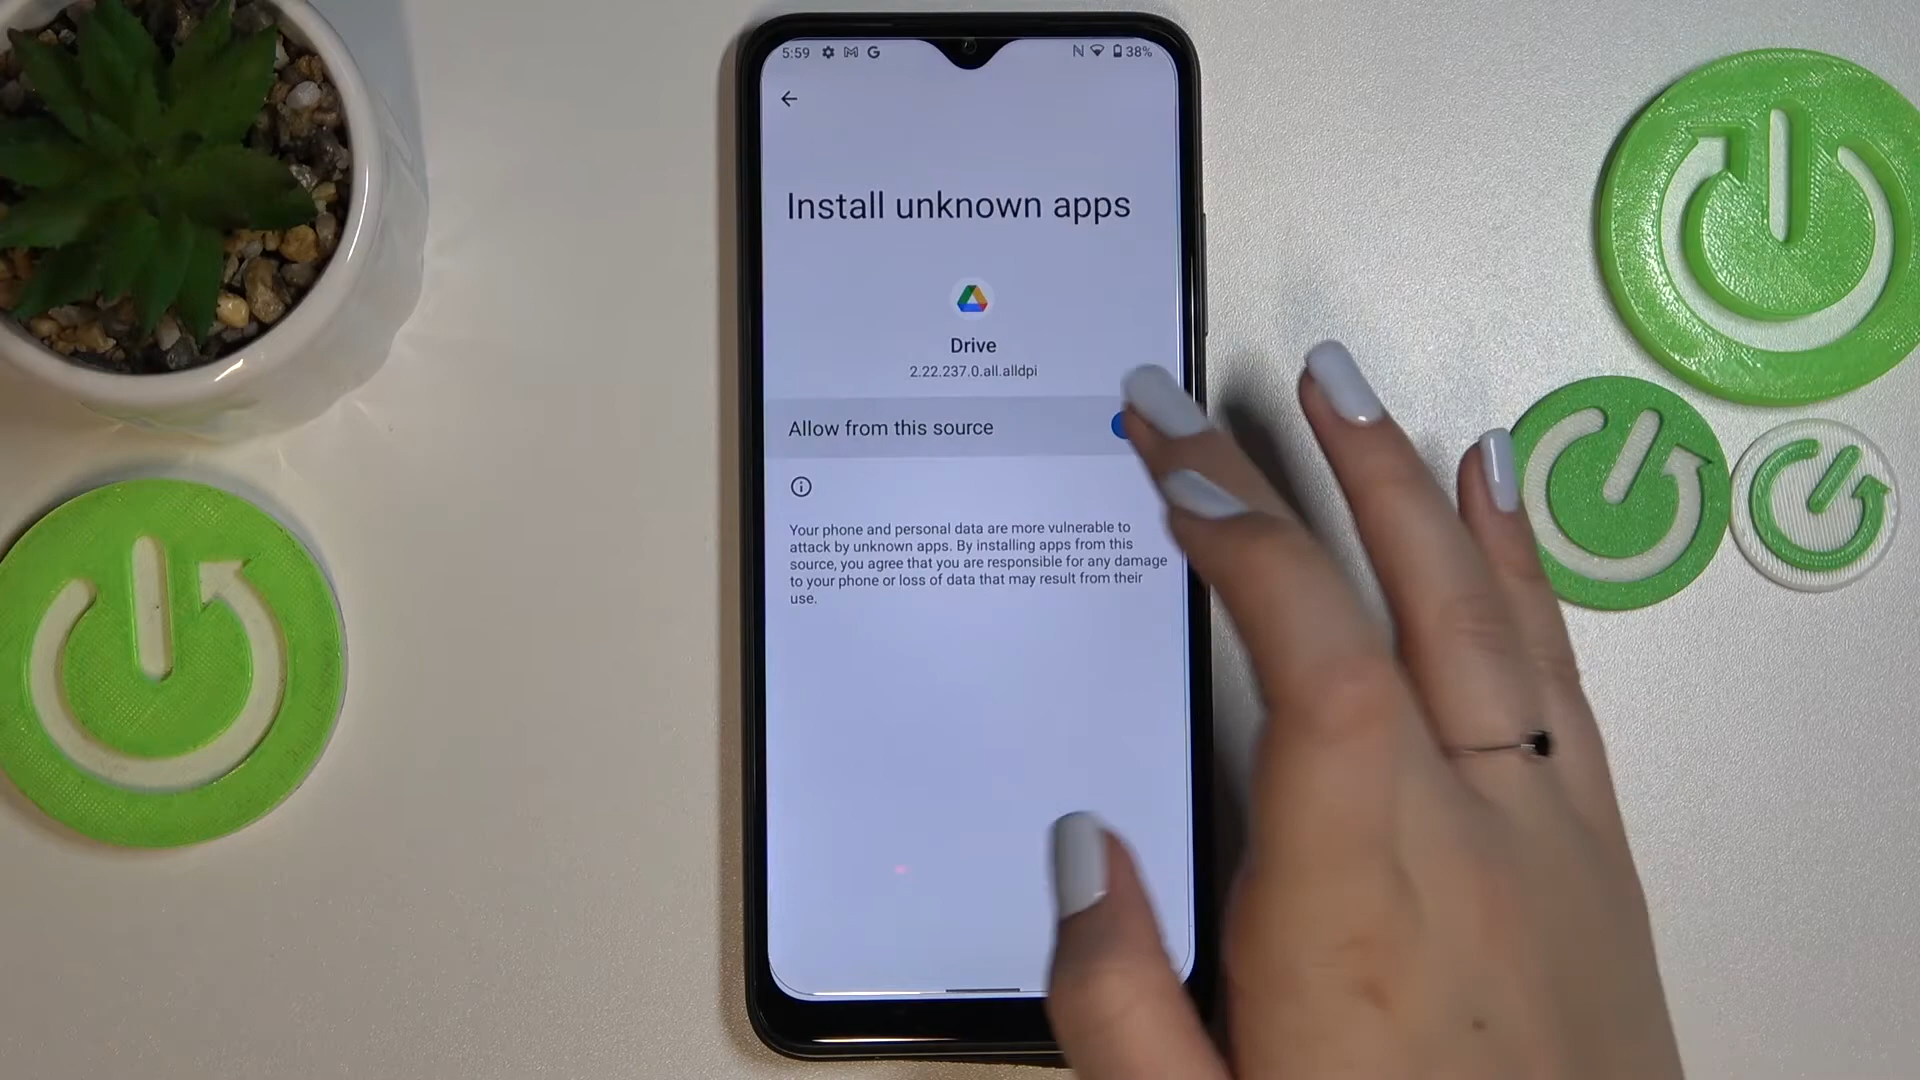 5:59
38%
Install unknown apps
Drive
2.22.237.0.all.alldpi
Allow from this source
Your phone and personal data are more vulnerable to
attack by unknown apps. By installing apps from this
source, you agree that you are responsible for any damage
to your phone or loss of data that may result from their
use.